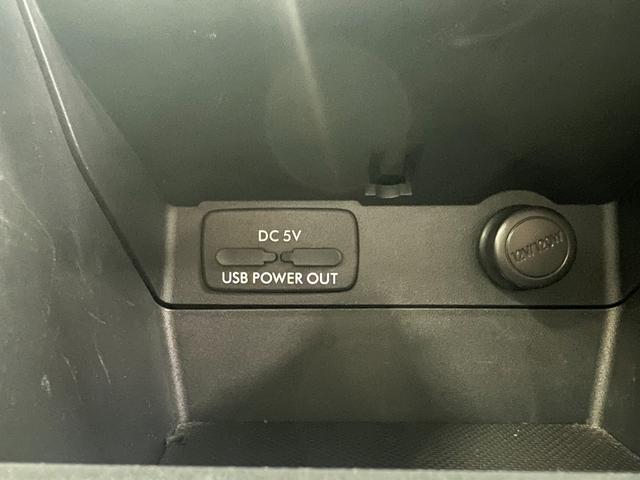 DC 5V
USB POWER OUT
12V/120W